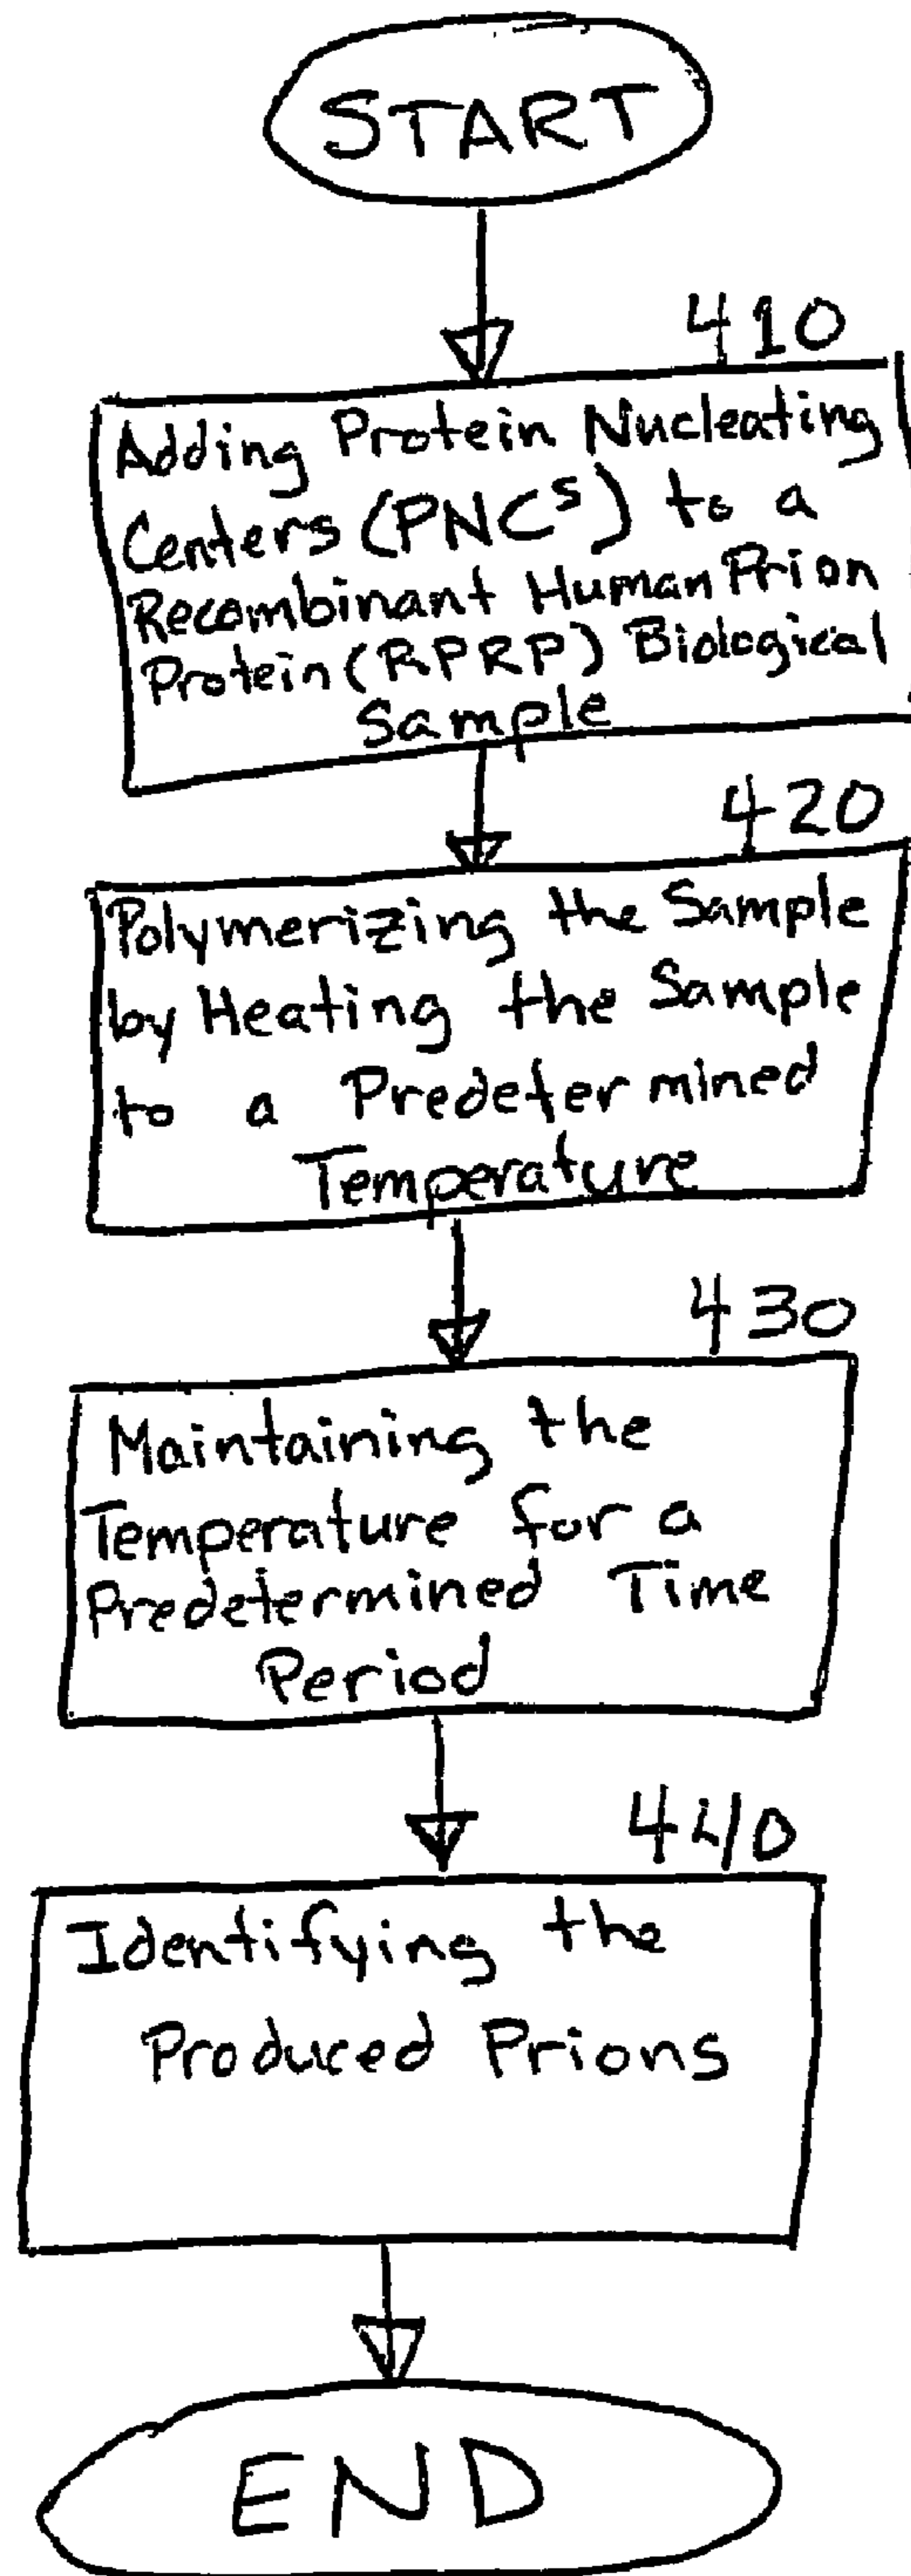 START
410
Adding Protein Nucleating
Centers (PNCs) to a
Recombinant Human Prion
Protein (RPRP) Biological
Sample
420
Polymerizing the Sample
by Heating the Sample
to a Predetermined
Temperature
430
Maintaining the
Temperature for a
Predetermined Time
Period
440
Identifying the
Produced Prions
END